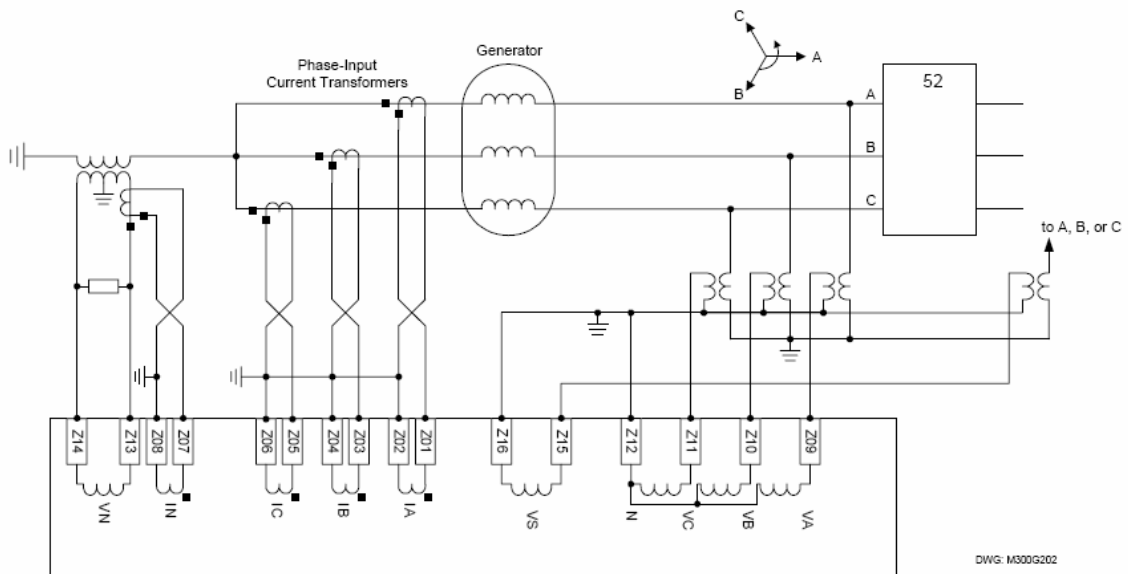 C
Generator
Phase-Input
Current Transformers
A
B
52
A
B
C
to A, B, or C
Z14
Z13
Z08
Z07
Z06
Z05
Z04
Z03
Z02
Z01
Z16
Z15
Z12
Z11
Z10
Z09
VN
IN
IC
IB
IA
VS
N
VC
VB
VA
DWG: M300G202